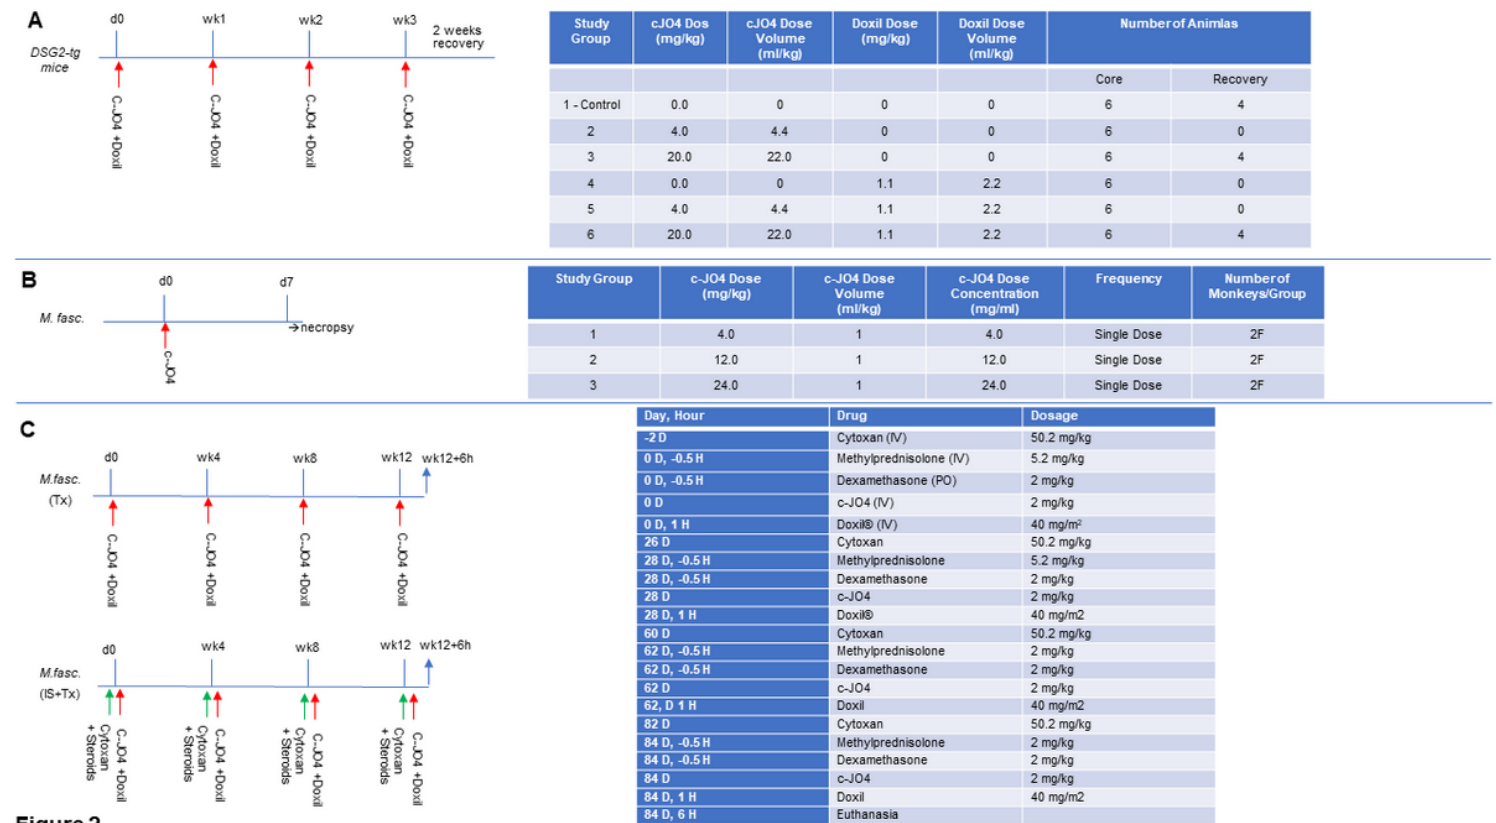 A
d0 wk1 wk2 wk3
2 weeks
recovery
DSG2-tg
mice
C-JO4 +Doxil
C-JO4 +Doxil
C-JO4 +Doxil
C-JO4 +Doxil
Study Group cJO4 Dos (mg/kg) cJO4 Dose Volume (ml/kg) Doxil Dose (mg/kg) Doxil Dose Volume (ml/kg) Number of Animlas
Core Recovery
1 - Control 0.0 0 0 0 6 4
2 4.0 4.4 0 0 6 0
3 20.0 22.0 0 0 6 4
4 0.0 0 1.1 2.2 6 0
5 4.0 4.4 1.1 2.2 6 0
6 20.0 22.0 1.1 2.2 6 4
B
d0 d7
M. fasc.
→necropsy
c-JO4
Study Group c-JO4 Dose (mg/kg) c-JO4 Dose Volume (ml/kg) c-JO4 Dose Concentration (mg/ml) Frequency Number of Monkeys/Group
1 4.0 1 4.0 Single Dose 2F
2 12.0 1 12.0 Single Dose 2F
3 24.0 1 24.0 Single Dose 2F
C
d0 wk4 wk8 wk12 wk12+6h
M.fasc.
(Tx)
C-JO4 +Doxil
C-JO4 +Doxil
C-JO4 +Doxil
C-JO4 +Doxil
d0 wk4 wk8 wk12 wk12+6h
M.fasc.
(IS+Tx)
Cytoxan
+ Steroids
C-JO4 +Doxil
Cytoxan
+ Steroids
C-JO4 +Doxil
Cytoxan
+ Steroids
C-JO4 +Doxil
Cytoxan
+ Steroids
C-JO4 +Doxil
Day, Hour Drug Dosage
-2 D Cytoxan (IV) 50.2 mg/kg
0 D, -0.5 H Methylprednisolone (IV) 5.2 mg/kg
0 D, -0.5 H Dexamethasone (PO) 2 mg/kg
0 D c-JO4 (IV) 2 mg/kg
0 D, 1 H Doxil® (IV) 40 mg/m²
26 D Cytoxan 50.2 mg/kg
28 D, -0.5 H Methylprednisolone 5.2 mg/kg
28 D, -0.5 H Dexamethasone 2 mg/kg
28 D c-JO4 2 mg/kg
28 D, 1 H Doxil® 40 mg/m2
60 D Cytoxan 50.2 mg/kg
62 D, -0.5 H Methylprednisolone 2 mg/kg
62 D, -0.5 H Dexamethasone 2 mg/kg
62 D c-JO4 2 mg/kg
62, D 1 H Doxil 40 mg/m2
82 D Cytoxan 50.2 mg/kg
84 D, -0.5 H Methylprednisolone 2 mg/kg
84 D, -0.5 H Dexamethasone 2 mg/kg
84 D c-JO4 2 mg/kg
84 D, 1 H Doxil 40 mg/m2
84 D, 6 H Euthanasia
Figure 2